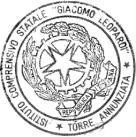 ISTITUTO COMPRENSIVO STATALE "GIACOMO LEOPARDI"
* TORRE ANNUNZIATA *